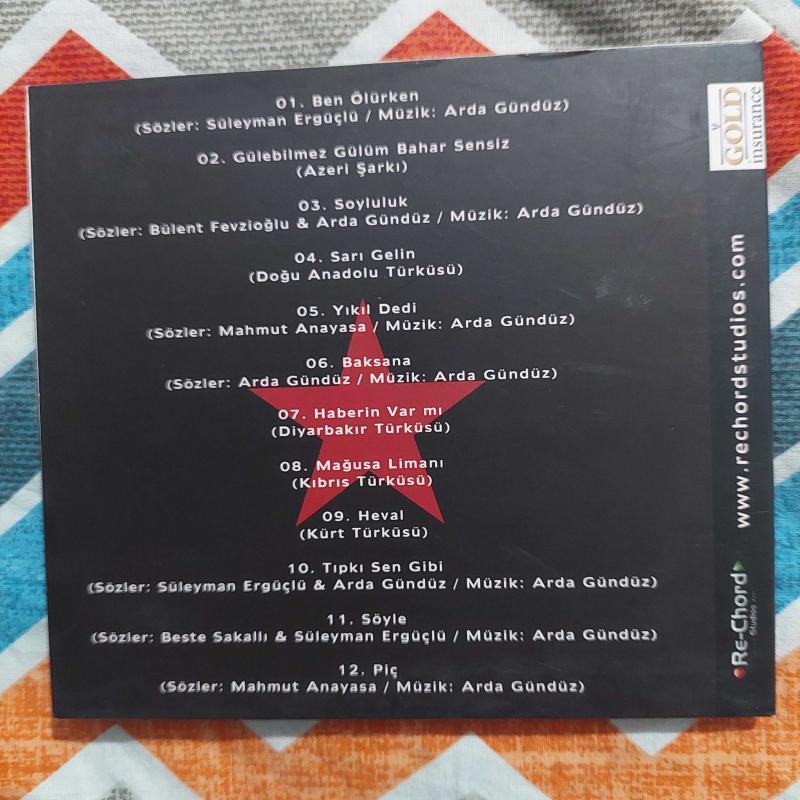 01. Ben Ölürken
(Sözler: Süleyman Ergüçlü / Müzik: Arda Gündüz)
02. Gülebilmez Gülüm Bahar Sensiz
(Azeri Şarkı)
03. Soyluluk
(Sözler: Bülent Fevzioğlu & Arda Gündüz / Müzik: Arda Gündüz)
04. Sarı Gelin
(Doğu Anadolu Türküsü)
05. Yıkıl Dedi
(Sözler: Mahmut Anayasa / Müzik: Arda Gündüz)
06. Baksana
(Sözler: Arda Gündüz / Müzik: Arda Gündüz)
07. Haberin Var mı
(Diyarbakır Türküsü)
08. Mağusa Limanı
(Kıbrıs Türküsü)
09. Heval
(Kürt Türküsü)
10. Tıpkı Sen Gibi
(Sözler: Süleyman Ergüçlü & Arda Gündüz / Müzik: Arda Gündüz)
11. Söyle
(Sözler: Beste Sakallı & Süleyman Ergüçlü / Müzik: Arda Gündüz)
12. Piç
(Sözler: Mahmut Anayasa / Müzik: Arda Gündüz)
GOLD
insurance
www.rechordstudios.com
Re-Chord
Studios